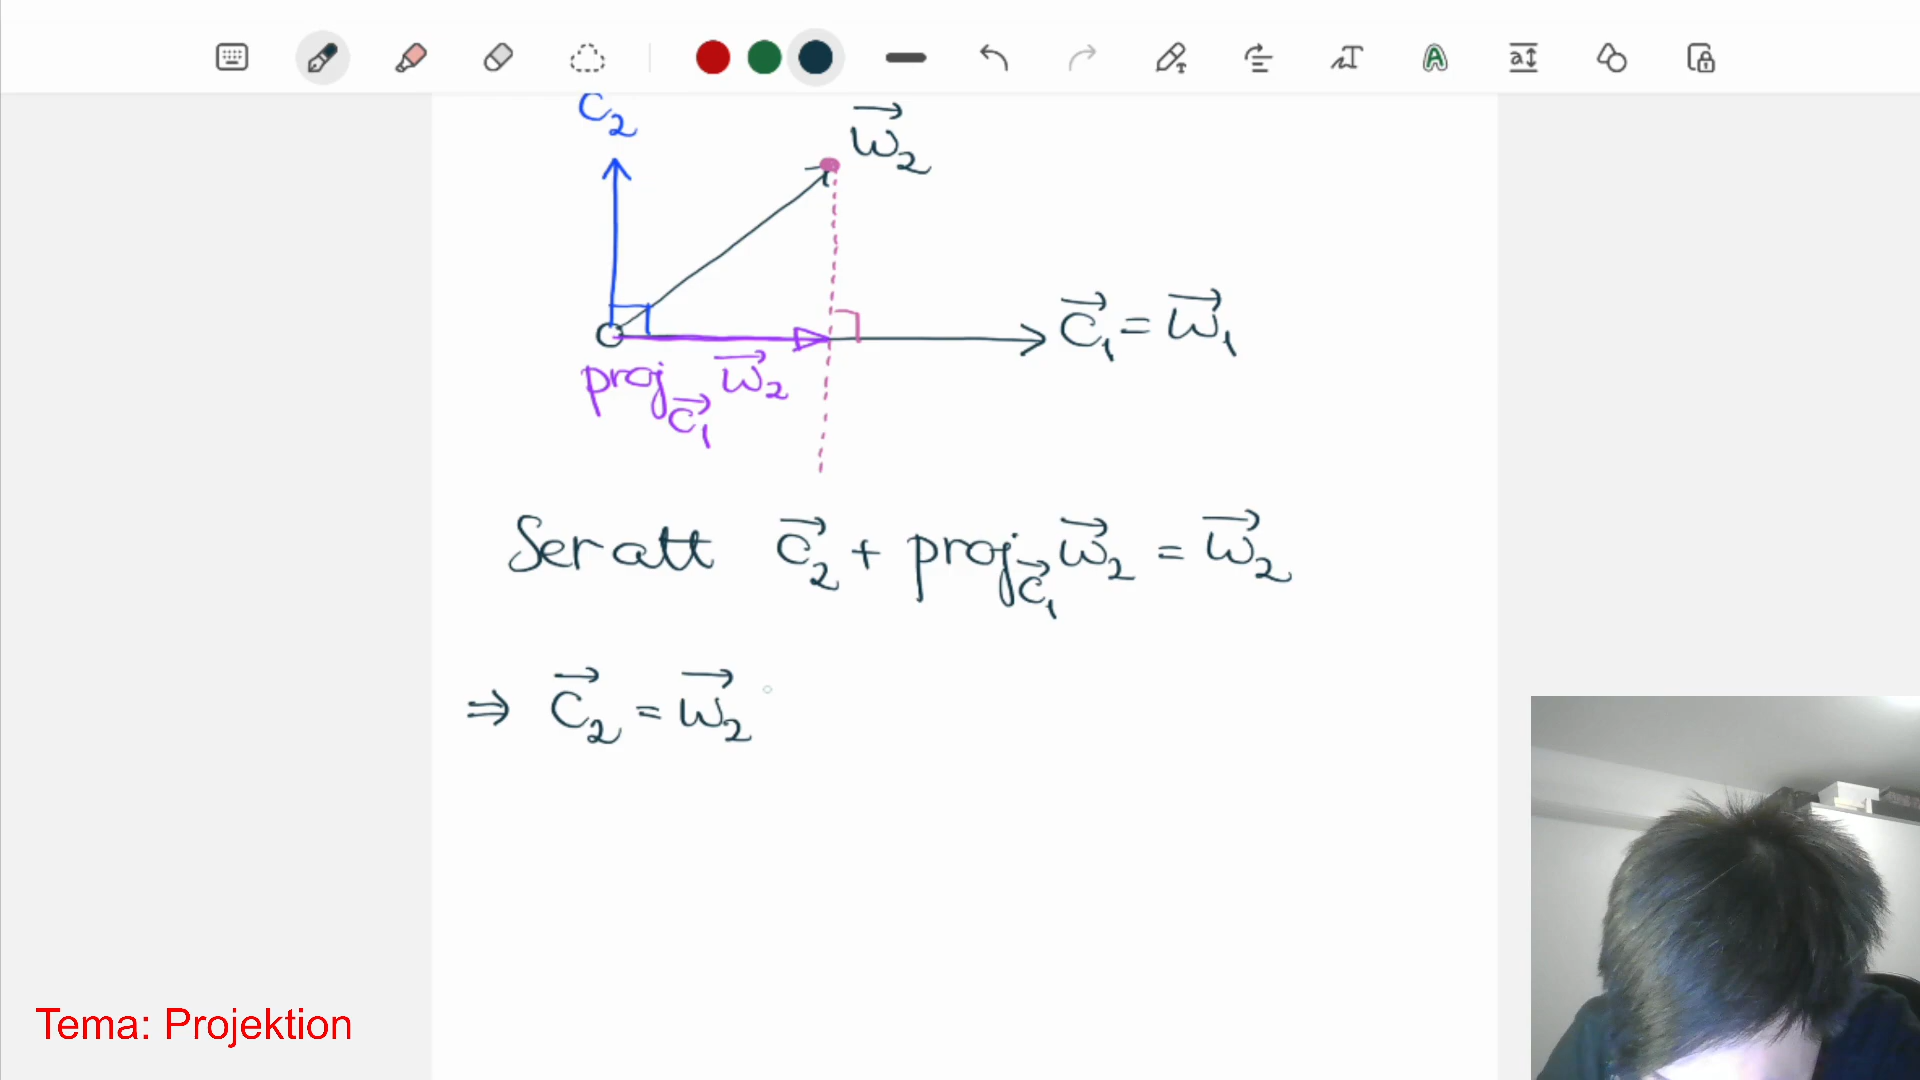 C₂
w⃗₂
c⃗₁ = w⃗₁
proj_c⃗₁ w⃗₂
Ser att c⃗₂ + proj_c⃗₁ w⃗₂ = w⃗₂
⇒ c⃗₂ = w⃗₂
Tema: Projektion